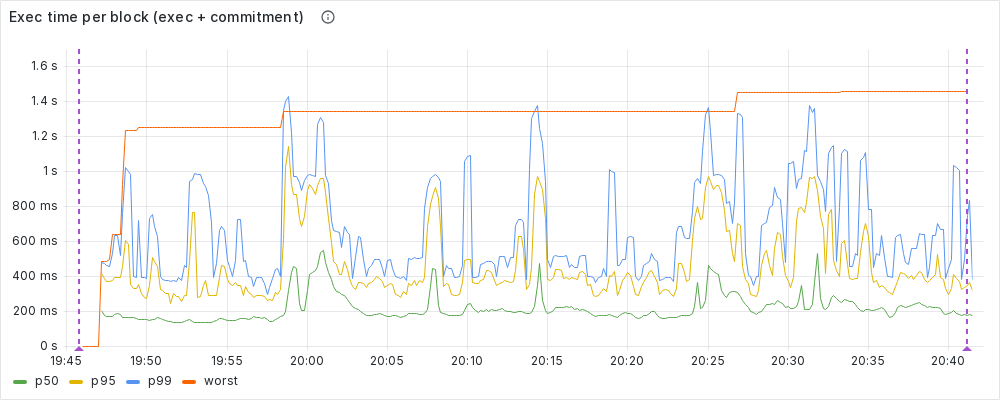 Exec time per block (exec + commitment)
1.6 s
1.4 s
1.2 s
1 s
800 ms
600 ms
400 ms
200 ms
0 s
19:45 19:50 19:55 20:00 20:05 20:10 20:15 20:20 20:25 20:30 20:35 20:40
p50 p95 p99 worst